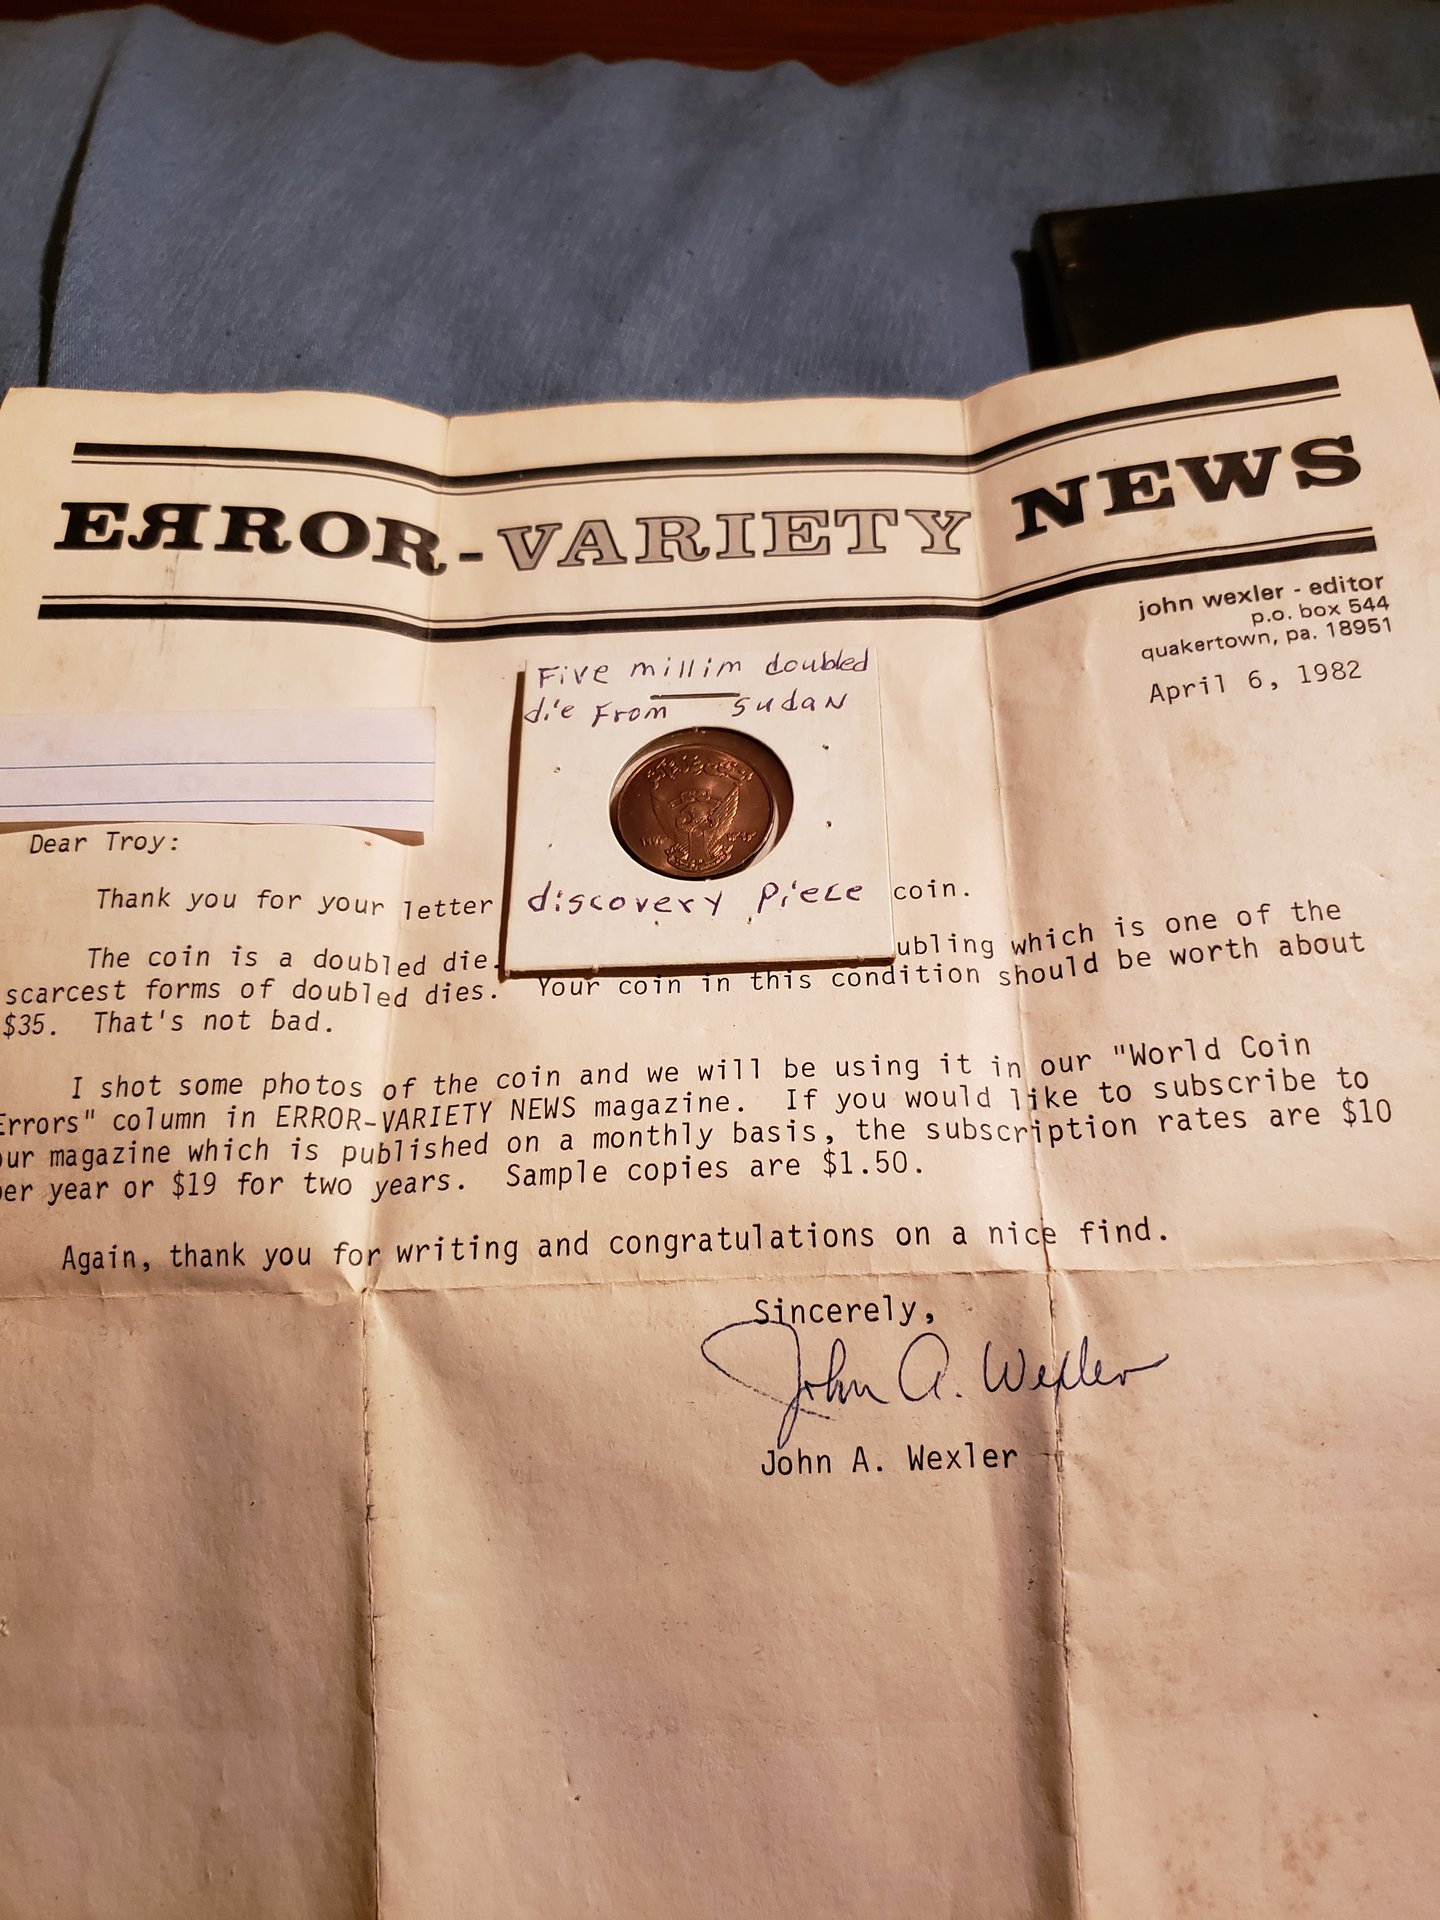 ERROR-VARIETY NEWS
john wexler - editor
p.o. box 544
quakertown, pa. 18951
April 6, 1982
Five millim doubled
die From Sudan
discovery Piece
Dear Troy:
Thank you for your letter coin.
The coin is a doubled die. ubling which is one of the
scarcest forms of doubled dies. Your coin in this condition should be worth about
$35. That's not bad.
I shot some photos of the coin and we will be using it in our "World Coin
Errors" column in ERROR-VARIETY NEWS magazine. If you would like to subscribe to
our magazine which is published on a monthly basis, the subscription rates are $10
per year or $19 for two years. Sample copies are $1.50.
Again, thank you for writing and congratulations on a nice find.
Sincerely,
John A. Wexler
John A. Wexler